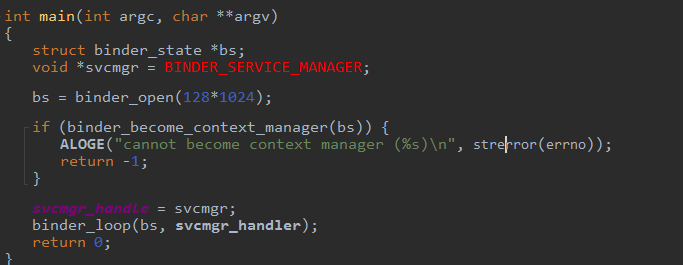 int main(int argc, char **argv)
{
struct binder_state *bs;
void *svcmgr = BINDER_SERVICE_MANAGER;
bs = binder_open(128*1024);
if (binder_become_context_manager(bs)) {
ALOGE("cannot become context manager (%s)\n", strerror(errno));
return -1;
}
svcmgr_handle = svcmgr;
binder_loop(bs, svcmgr_handler);
return 0;
}